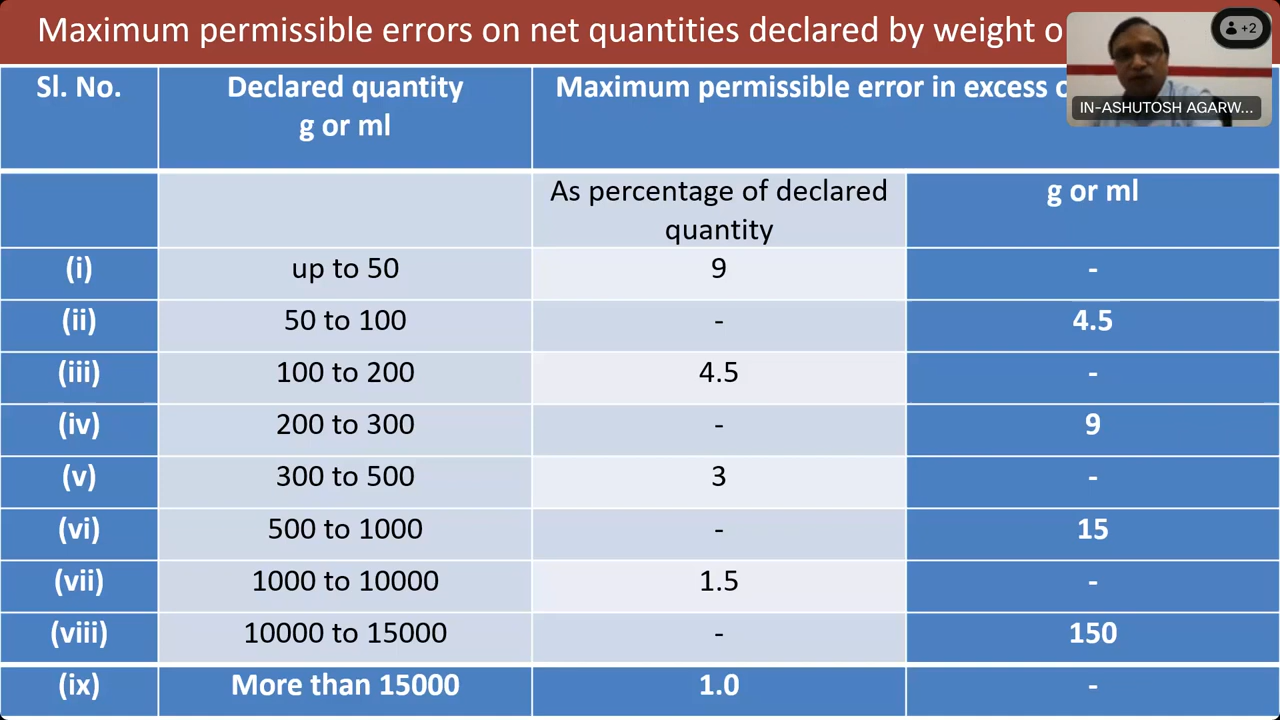 Maximum permissible errors on net quantities declared by weight o
+2
IN-ASHUTOSH AGARW...
Sl. No. Declared quantity Maximum permissible error in excess
g or ml
As percentage of declared g or ml
quantity
(i) up to 50 9 -
(ii) 50 to 100 - 4.5
(iii) 100 to 200 4.5 -
(iv) 200 to 300 - 9
(v) 300 to 500 3 -
(vi) 500 to 1000 - 15
(vii) 1000 to 10000 1.5 -
(viii) 10000 to 15000 - 150
(ix) More than 15000 1.0 -